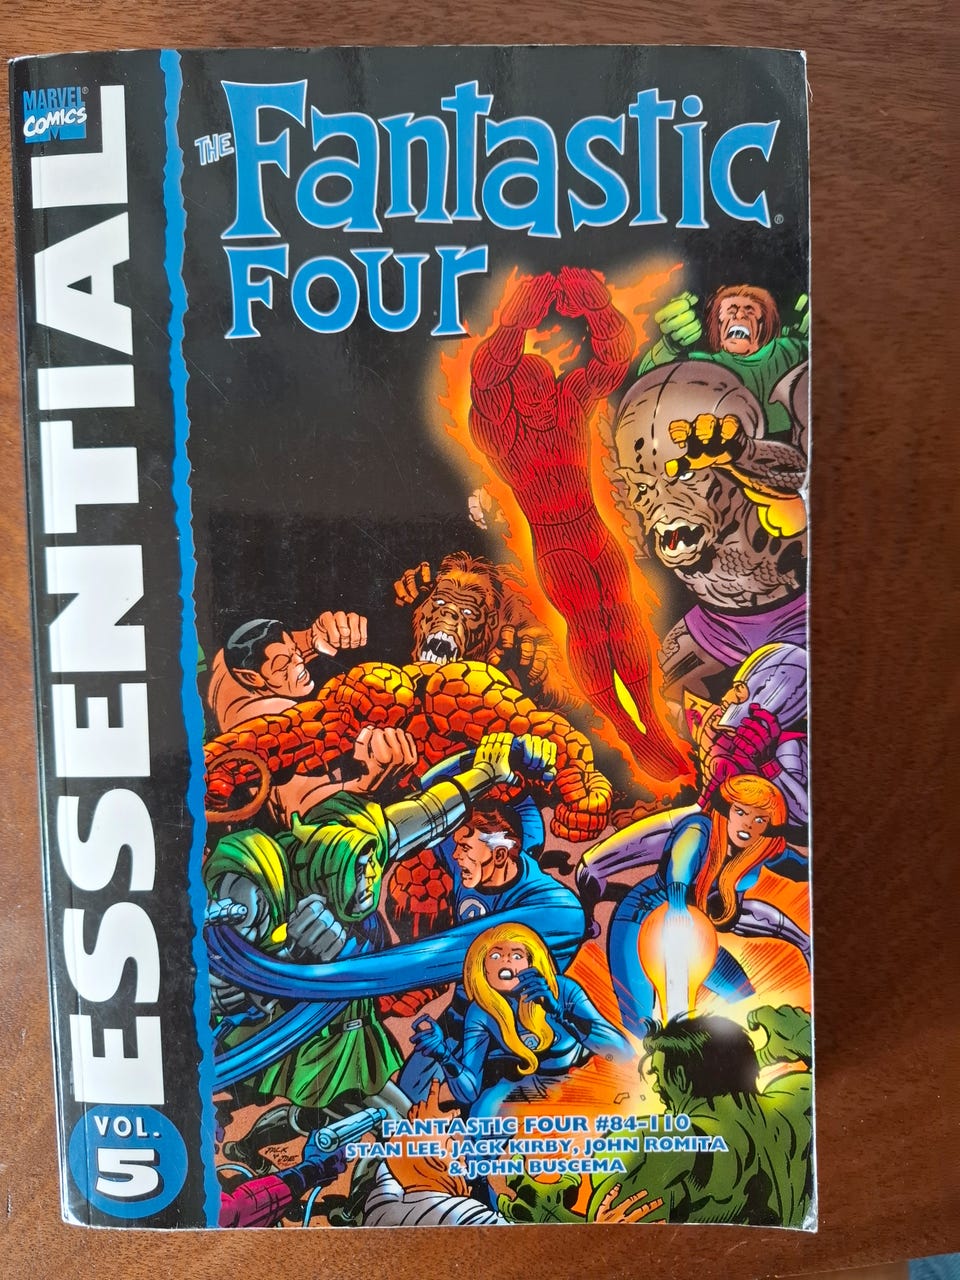 MARVEL®
COMICS
ESSENTIAL
VOL.
5
THE
Fantastic
Four
FANTASTIC FOUR #84-110
STAN LEE, JACK KIRBY, JOHN ROMITA
& JOHN BUSCEMA
JACK